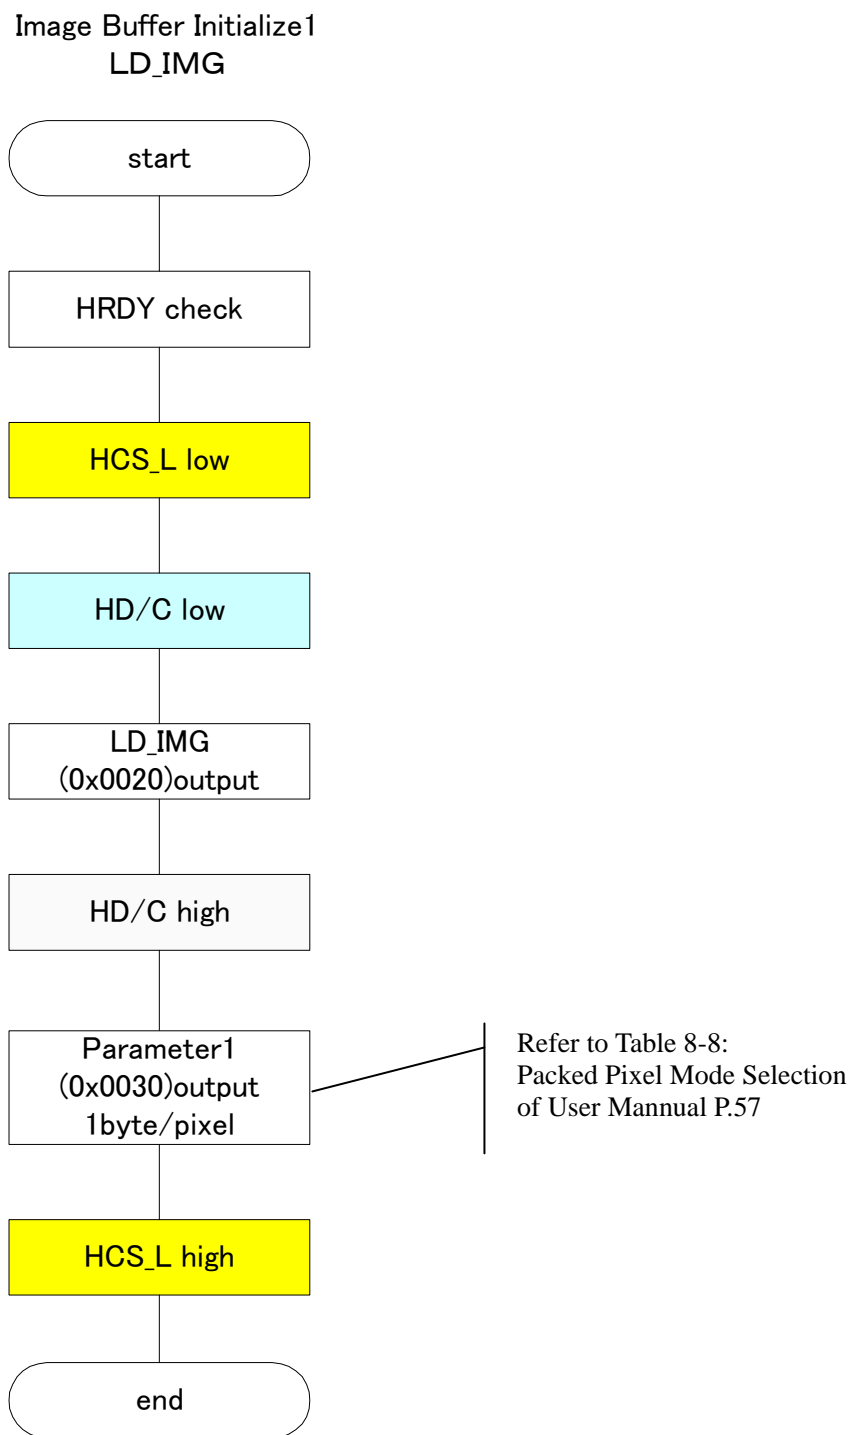 Image Buffer Initialize1
LD_IMG
start
HRDY check
HCS_L low
HD/C low
LD_IMG
(0x0020)output
HD/C high
Parameter1
(0x0030)output
1byte/pixel
Refer to Table 8-8:
Packed Pixel Mode Selection
of User Mannual P.57
HCS_L high
end